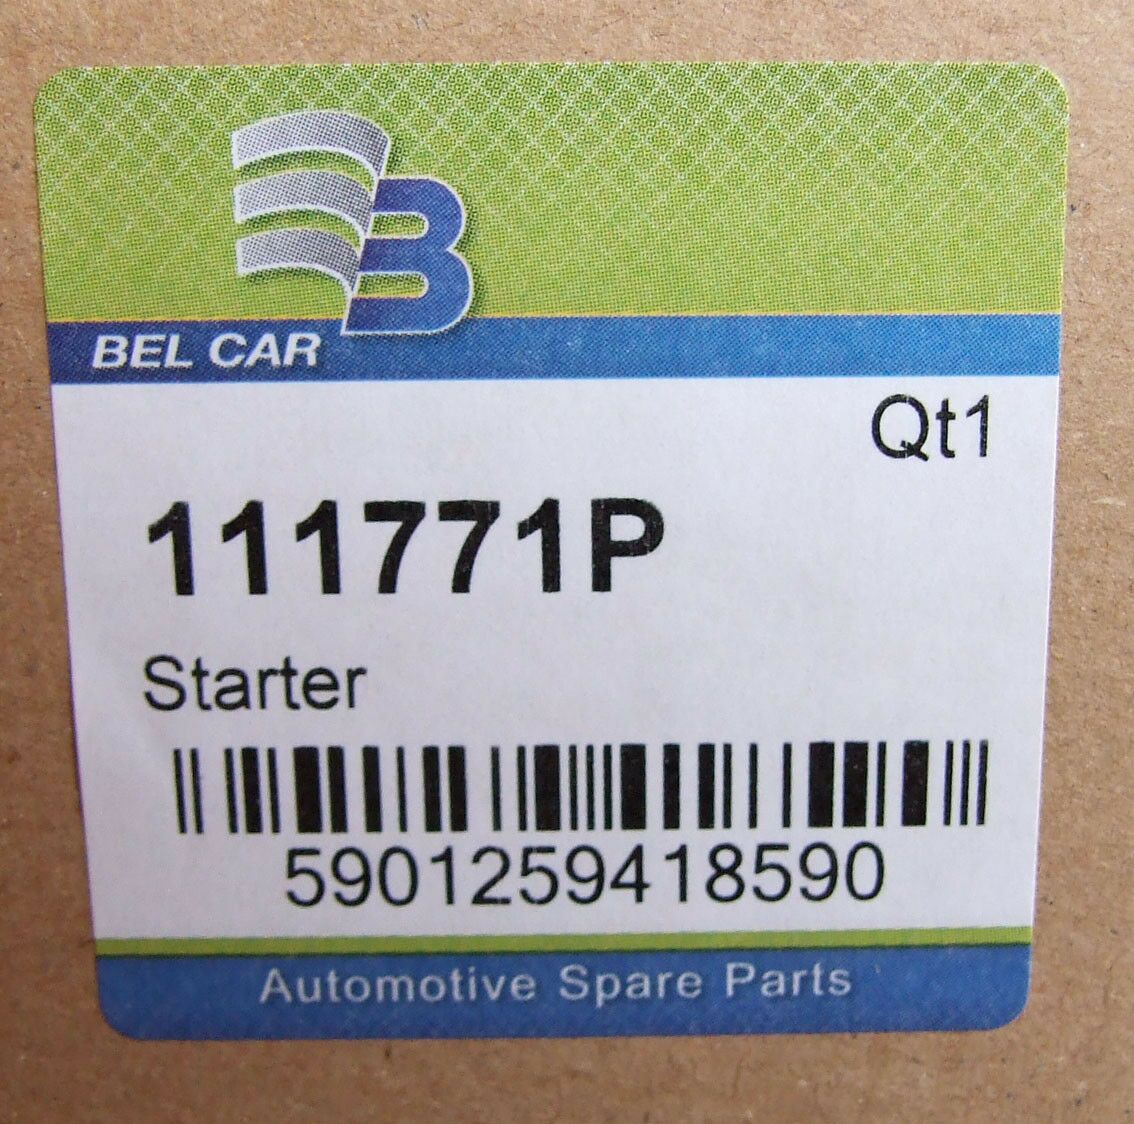 B
BEL CAR
Qt1
111771P
Starter
5901259418590
Automotive Spare Parts